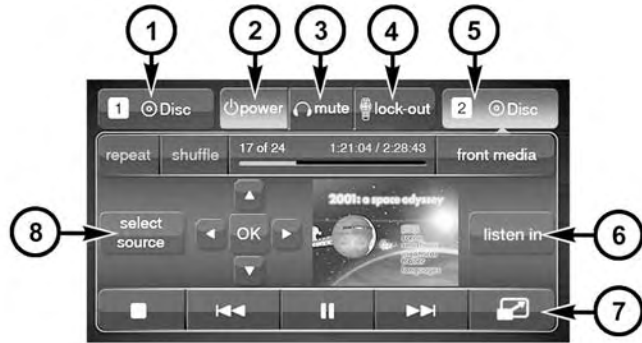 1 2 3 4 5
1 Disc power mute lock-out 2 Disc
repeat shuffle 17 of 24 1:21:04 / 2:28:43 front media
2001: a space odyssey
select
source
OK
listen in
languages
8
6
7